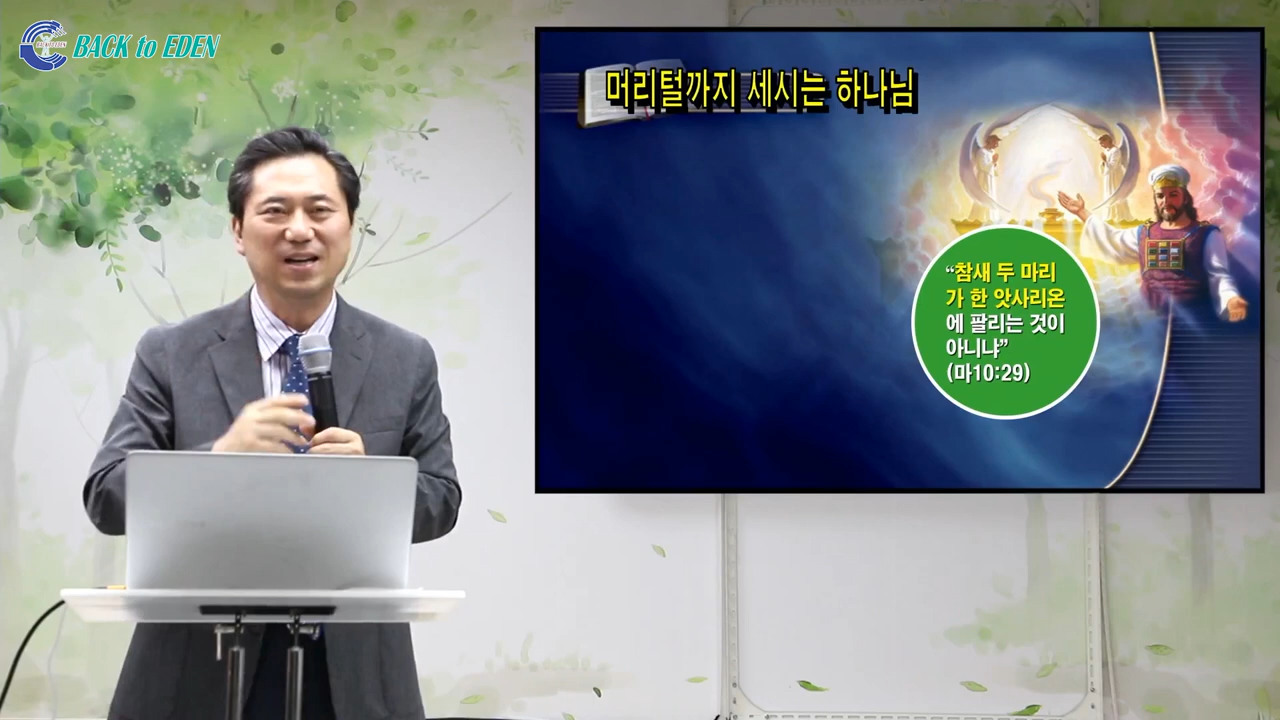 BACK to EDEN
머리털까지 세시는 하나님
“참새 두 마리
가 한 앗사리온
에 팔리는 것이
아니냐”
(마10:29)